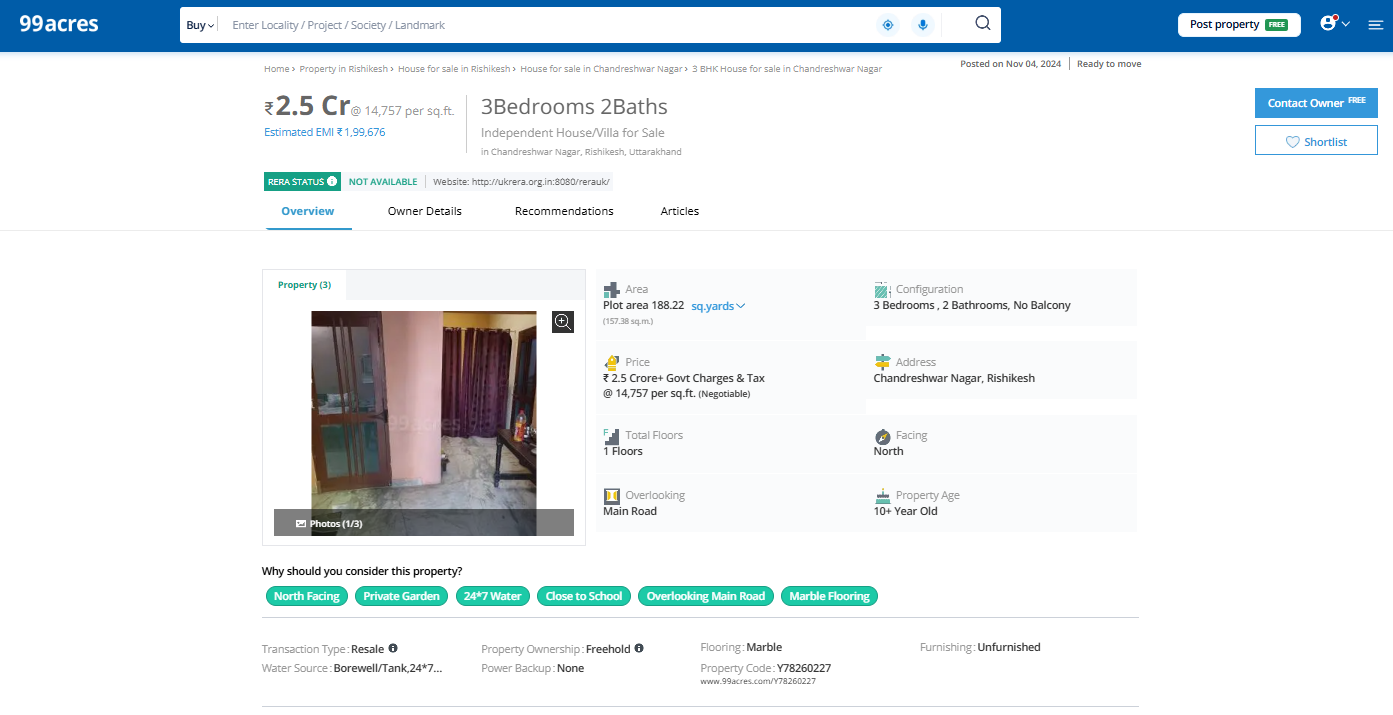 99acres
Buy
Enter Locality / Project / Society / Landmark
Post property FREE
Home > Property in Rishikesh > House for sale in Rishikesh > House for sale in Chandreshwar Nagar > 3 BHK House for sale in Chandreshwar Nagar
Posted on Nov 04, 2024 | Ready to move
₹2.5 Cr @ 14,757 per sq.ft.
Estimated EMI ₹ 1,99,676
3Bedrooms 2Baths
Independent House/Villa for Sale
in Chandreshwar Nagar, Rishikesh, Uttarakhand
Contact Owner FREE
Shortlist
RERA STATUS NOT AVAILABLE | Website: http://ukrera.org.in:8080/rerauk/
Overview Owner Details Recommendations Articles
Property (3)
99acres
Photos (1/3)
Area
Plot area 188.22 sq.yards
(157.38 sq.m.)
Configuration
3 Bedrooms , 2 Bathrooms, No Balcony
Price
₹ 2.5 Crore+ Govt Charges & Tax
@ 14,757 per sq.ft. (Negotiable)
Address
Chandreshwar Nagar, Rishikesh
F
Total Floors
1 Floors
Facing
North
Overlooking
Main Road
Property Age
10+ Year Old
Why should you consider this property?
North Facing Private Garden 24*7 Water Close to School Overlooking Main Road Marble Flooring
Transaction Type : Resale Property Ownership : Freehold Flooring : Marble Furnishing : Unfurnished
Water Source : Borewell/Tank,24*7... Power Backup : None Property Code : Y78260227
www.99acres.com/Y78260227